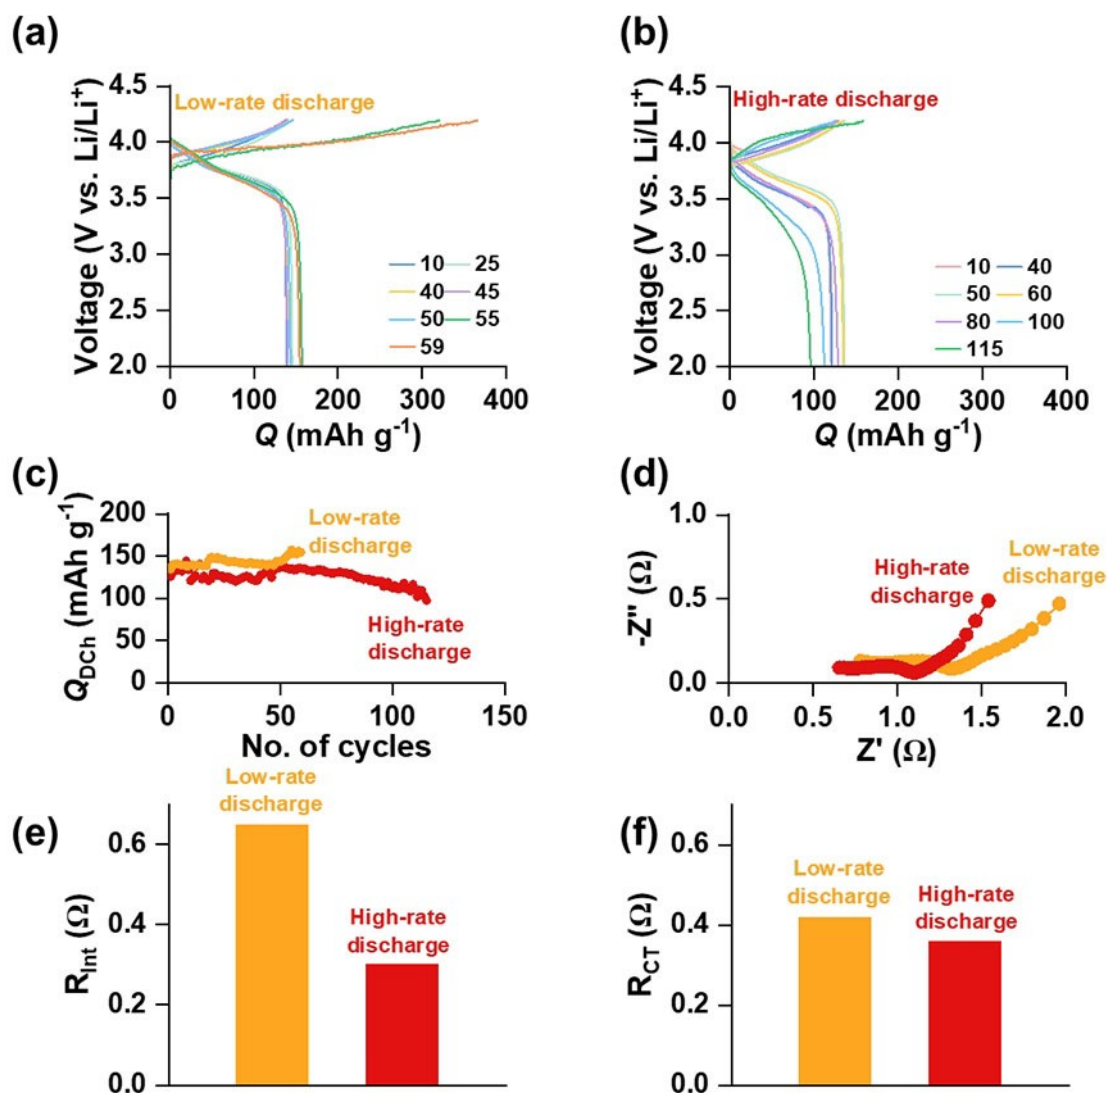 (a)
Voltage (V vs. Li/Li⁺)
4.5
4.0
3.5
3.0
2.5
2.0
Low-rate discharge
10 25
40 45
50 55
59
0 100 200 300 400
Q (mAh g⁻¹)
(b)
Voltage (V vs. Li/Li⁺)
4.5
4.0
3.5
3.0
2.5
2.0
High-rate discharge
10 40
50 60
80 100
115
0 100 200 300 400
Q (mAh g⁻¹)
(c)
Q_DCh (mAh g⁻¹)
200
150
100
50
0
Low-rate
discharge
High-rate
discharge
0 50 100 150
No. of cycles
(d)
-Z" (Ω)
1.0
0.5
0.0
High-rate
discharge
Low-rate
discharge
0.0 0.5 1.0 1.5 2.0
Z' (Ω)
(e)
R_Int (Ω)
0.6
0.4
0.2
0.0
Low-rate
discharge
High-rate
discharge
(f)
R_CT (Ω)
0.6
0.4
0.2
0.0
Low-rate
discharge
High-rate
discharge